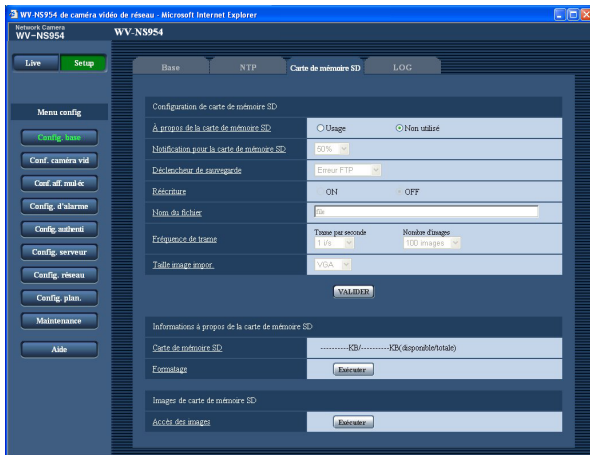 WV-NS954 de caméra vidéo de réseau - Microsoft Internet Explorer
Network Camera
WV-NS954
WV-NS954
Live
Setup
Base
NTP
Carte de mémoire SD
LOG
Menu config
Config. base
Conf. caméra vid
Conf. aff. mul-éc
Config. d'alarme
Config. authenti
Config. serveur
Config. réseau
Config. plan.
Maintenance
Aide
Configuration de carte de mémoire SD
À propos de la carte de mémoire SD
Usage
Non utilisé
Notification pour la carte de mémoire SD
50%
Déclencheur de sauvegarde
Erreur FTP
Réécriture
ON
OFF
Nom du fichier
file
Fréquence de trame
Trame par seconde
1 i/s
Nombre d'images
100 images
Taille image impor.
VGA
VALIDER
Informations à propos de la carte de mémoire SD
Carte de mémoire SD
----------KB/----------KB(disponible/totale)
Formatage
Exécuter
Images de carte de mémoire SD
Accès des images
Exécuter